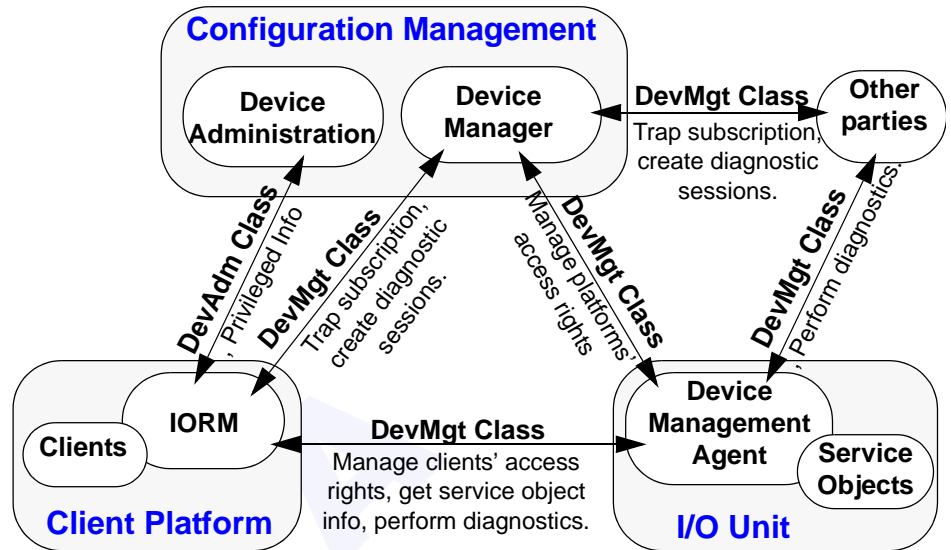 Configuration Management
Device
Administration
Device
Manager
DevMgt Class
Trap subscription,
create diagnostic
sessions.
Other
parties
DevAdm Class
, Privileged Info
DevMgt Class
Trap subscription,
create diagnostic
sessions.
DevMgt Class
Manage platforms'
access rights
DevMgt Class
, Perform diagnostics.
IORM
Clients
Client Platform
DevMgt Class
Manage clients' access
rights, get service object
info, perform diagnostics.
Device
Management
Agent
Service
Objects
I/O Unit